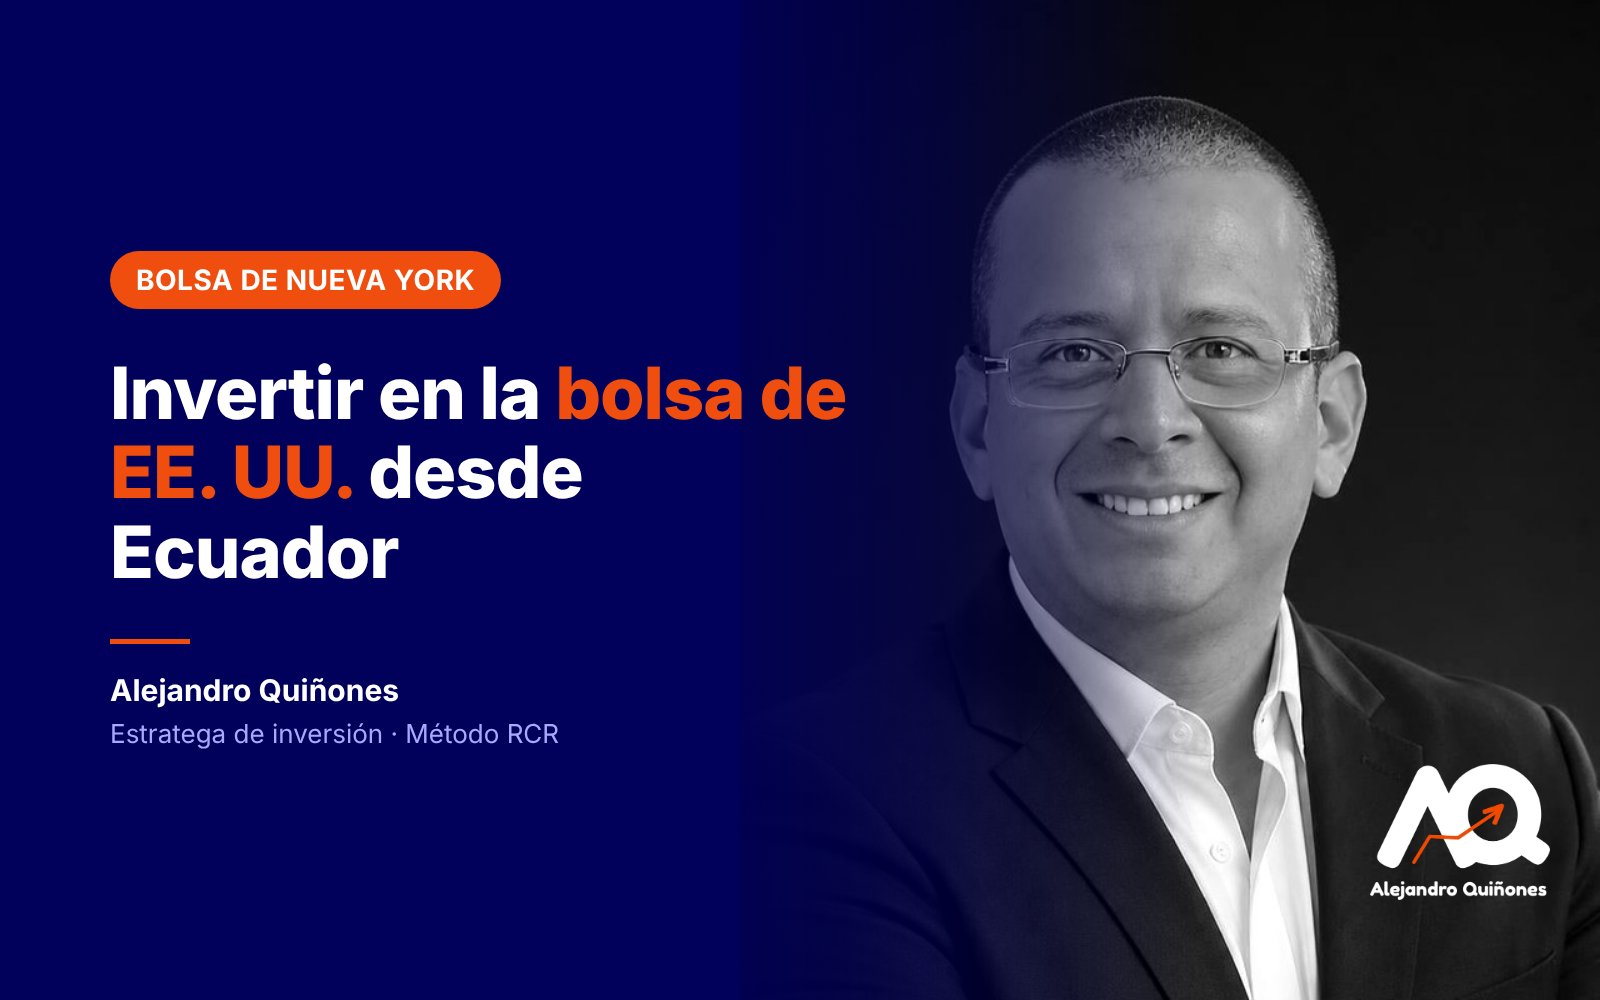 BOLSA DE NUEVA YORK
Invertir en la bolsa de
EE. UU. desde
Ecuador
Alejandro Quiñones
Estratega de inversión · Método RCR
AQ
Alejandro Quiñones